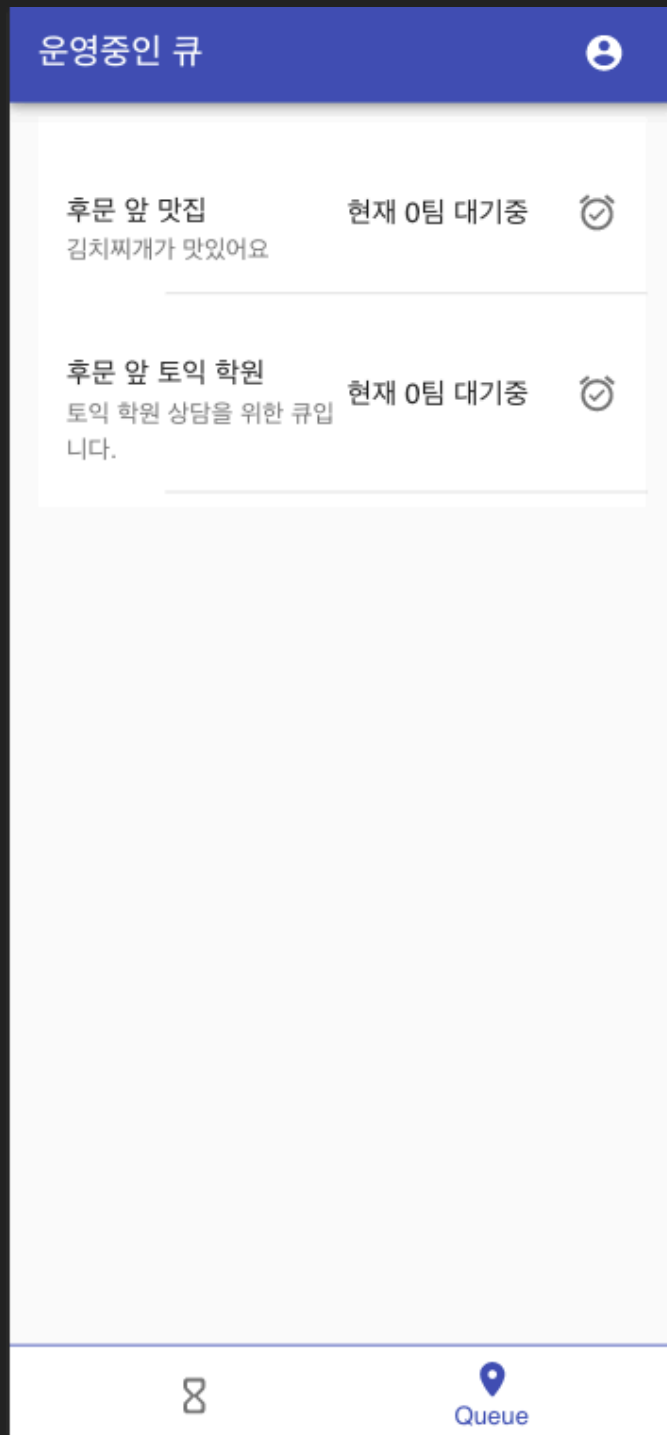 운영중인 큐
후문 앞 맛집
현재 0팀 대기중
김치찌개가 맛있어요
후문 앞 토익 학원
현재 0팀 대기중
토익 학원 상담을 위한 큐입
니다.
Queue